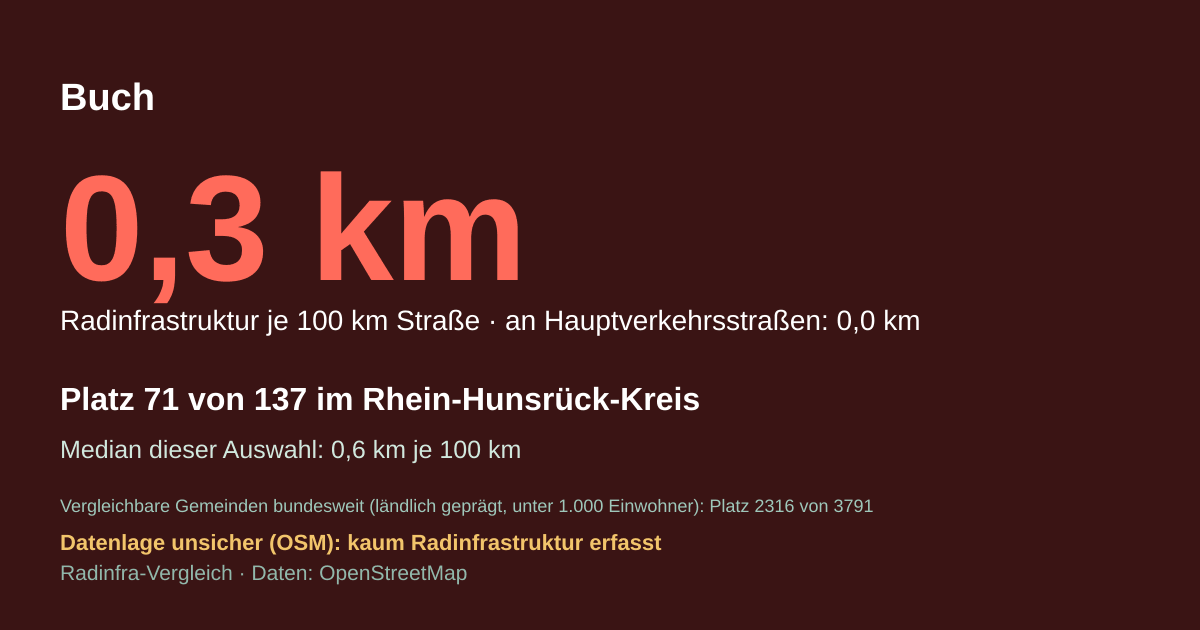 Buch
0,3 km
Radinfrastruktur je 100 km Straße · an Hauptverkehrsstraßen: 0,0 km
Platz 71 von 137 im Rhein-Hunsrück-Kreis
Median dieser Auswahl: 0,6 km je 100 km
Vergleichbare Gemeinden bundesweit (ländlich geprägt, unter 1.000 Einwohner): Platz 2316 von 3791
Datenlage unsicher (OSM): kaum Radinfrastruktur erfasst
Radinfra-Vergleich · Daten: OpenStreetMap